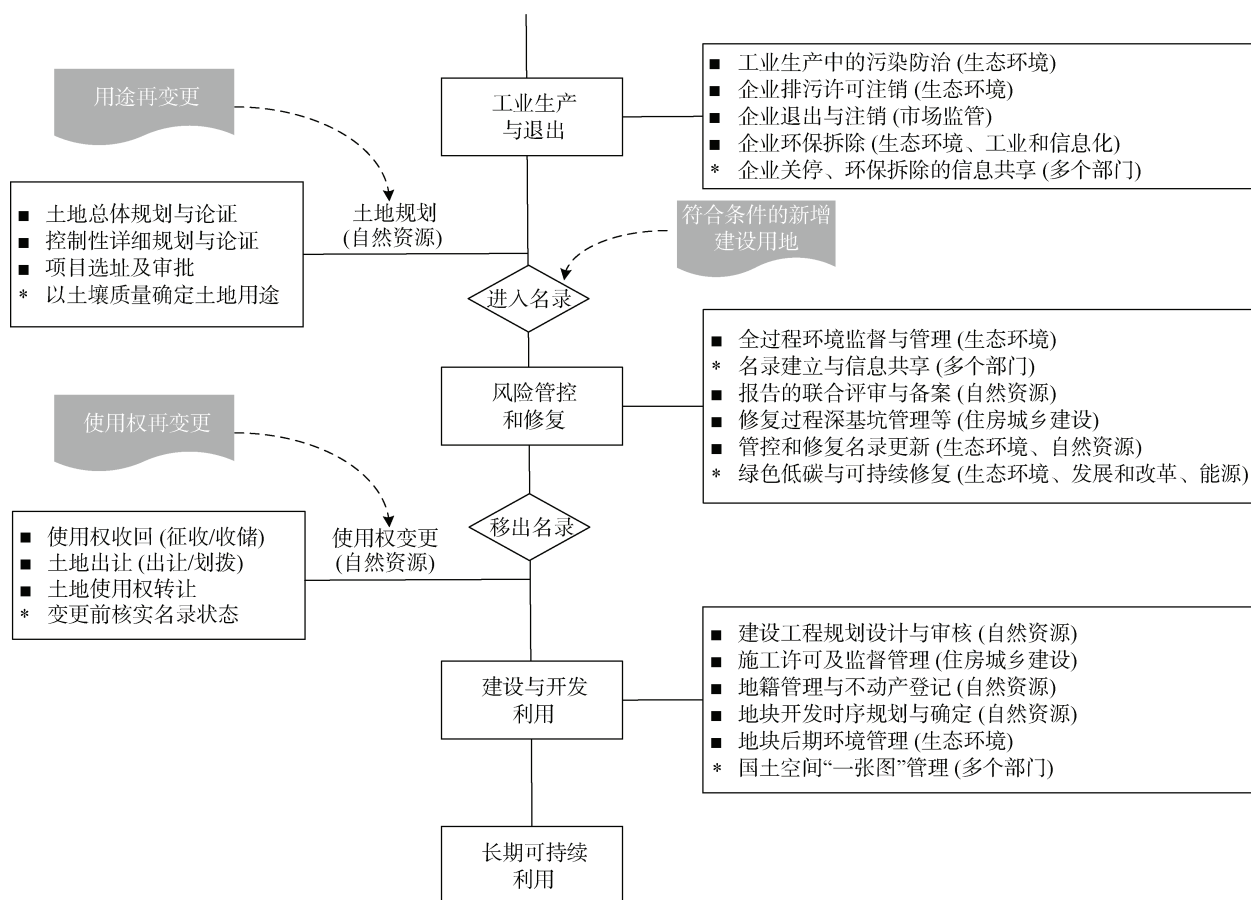 工业生产
与退出
■ 工业生产中的污染防治 (生态环境)
■ 企业排污许可注销 (生态环境)
■ 企业退出与注销 (市场监管)
■ 企业环保拆除 (生态环境、工业和信息化)
* 企业关停、环保拆除的信息共享 (多个部门)
用途再变更
土地规划
(自然资源)
■ 土地总体规划与论证
■ 控制性详细规划与论证
■ 项目选址及审批
* 以土壤质量确定土地用途
符合条件的新增
建设用地
进入名录
风险管控
和修复
■ 全过程环境监督与管理 (生态环境)
* 名录建立与信息共享 (多个部门)
■ 报告的联合评审与备案 (自然资源)
■ 修复过程深基坑管理等 (住房城乡建设)
■ 管控和修复名录更新 (生态环境、自然资源)
* 绿色低碳与可持续修复 (生态环境、发展和改革、能源)
使用权再变更
移出名录
使用权变更
(自然资源)
■ 使用权收回 (征收/收储)
■ 土地出让 (出让/划拨)
■ 土地使用权转让
* 变更前核实名录状态
建设与开发
利用
■ 建设工程规划设计与审核 (自然资源)
■ 施工许可及监督管理 (住房城乡建设)
■ 地籍管理与不动产登记 (自然资源)
■ 地块开发时序规划与确定 (自然资源)
■ 地块后期环境管理 (生态环境)
* 国土空间“一张图”管理 (多个部门)
长期可持续
利用